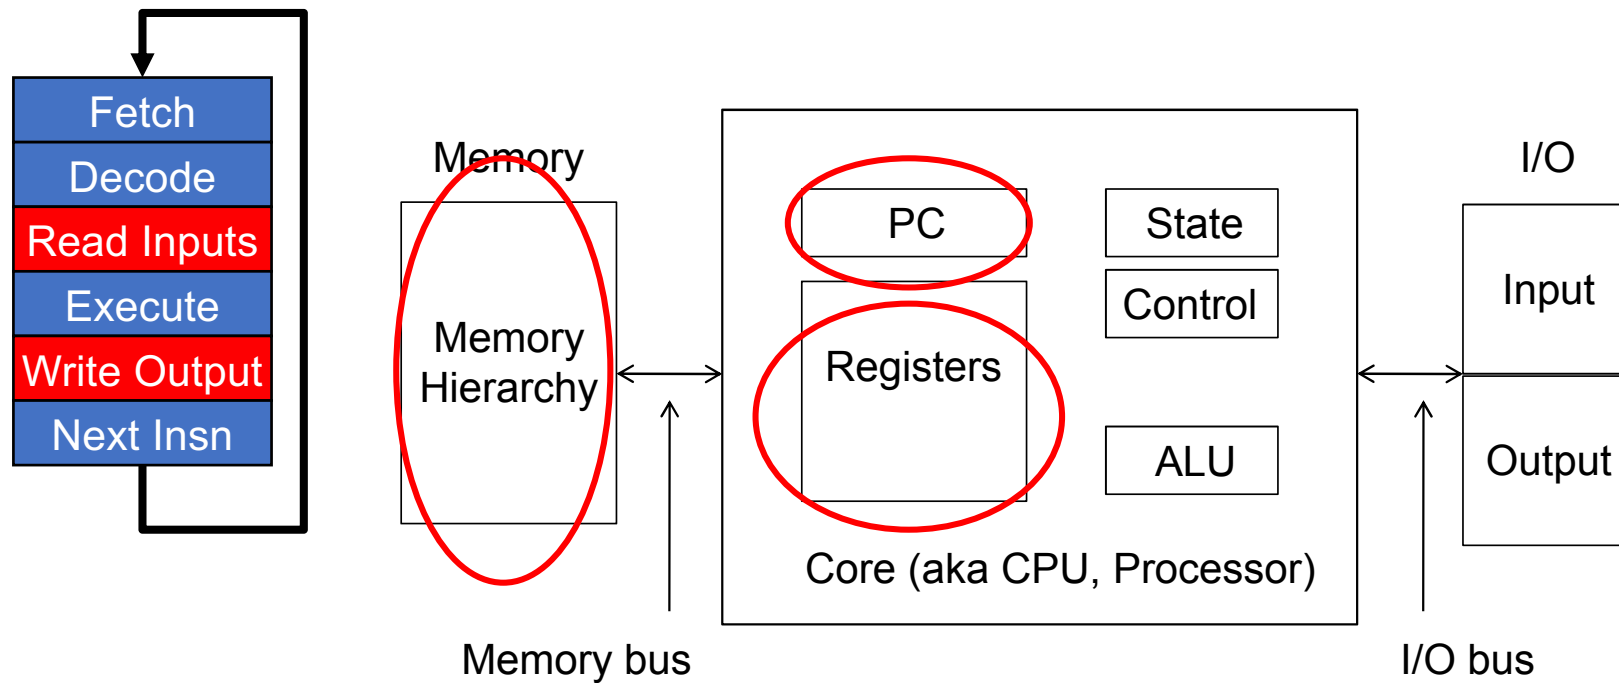 Fetch
Decode
Read Inputs
Execute
Write Output
Next Insn
Memory
Memory
Hierarchy
Memory bus
PC
Registers
State
Control
ALU
Core (aka CPU, Processor)
I/O
Input
Output
I/O bus